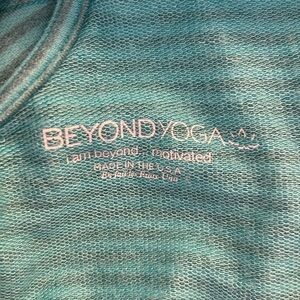 BEYOND YOGA
i am beyond... motivated
MADE IN THE U.S.A